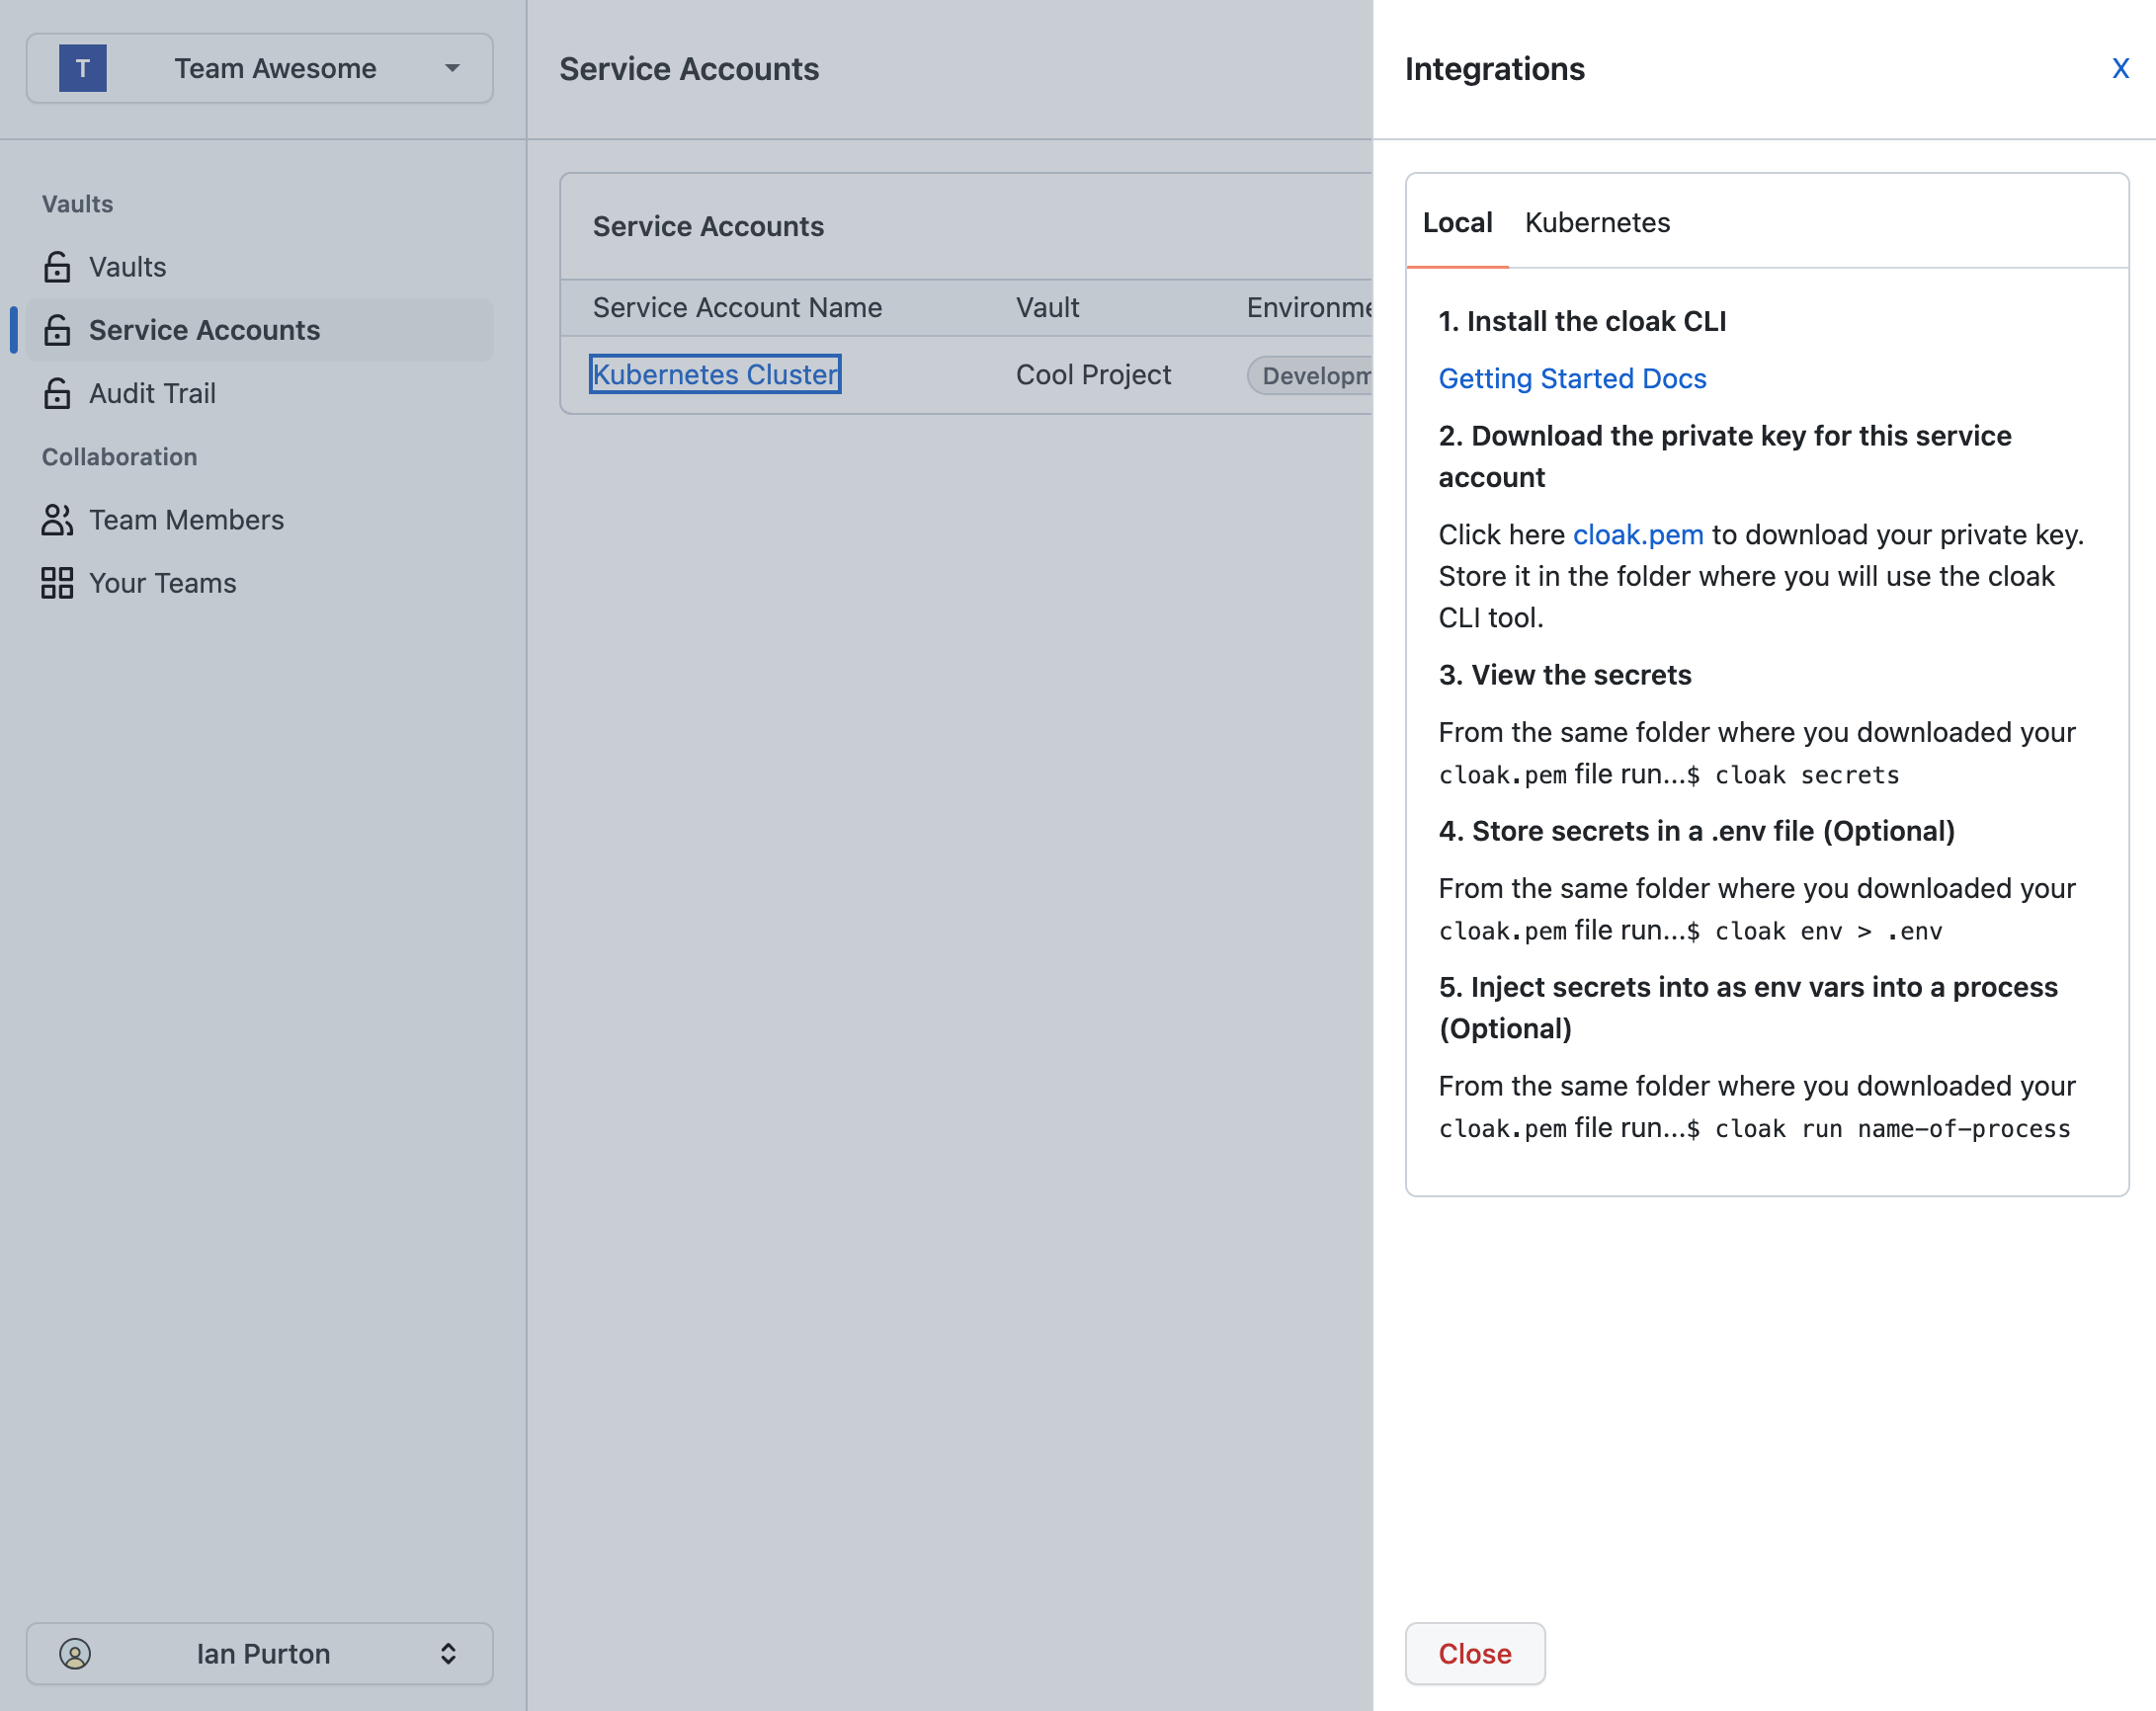 T
Team Awesome
Vaults
Vaults
Service Accounts
Audit Trail
Collaboration
Team Members
Your Teams
Ian Purton
Service Accounts
Service Accounts
Service Account Name Vault Environme
Kubernetes Cluster Cool Project Developm
Integrations
X
Local Kubernetes
1. Install the cloak CLI
Getting Started Docs
2. Download the private key for this service
account
Click here cloak.pem to download your private key.
Store it in the folder where you will use the cloak
CLI tool.
3. View the secrets
From the same folder where you downloaded your
cloak.pem file run...$ cloak secrets
4. Store secrets in a .env file (Optional)
From the same folder where you downloaded your
cloak.pem file run...$ cloak env > .env
5. Inject secrets into as env vars into a process
(Optional)
From the same folder where you downloaded your
cloak.pem file run...$ cloak run name-of-process
Close